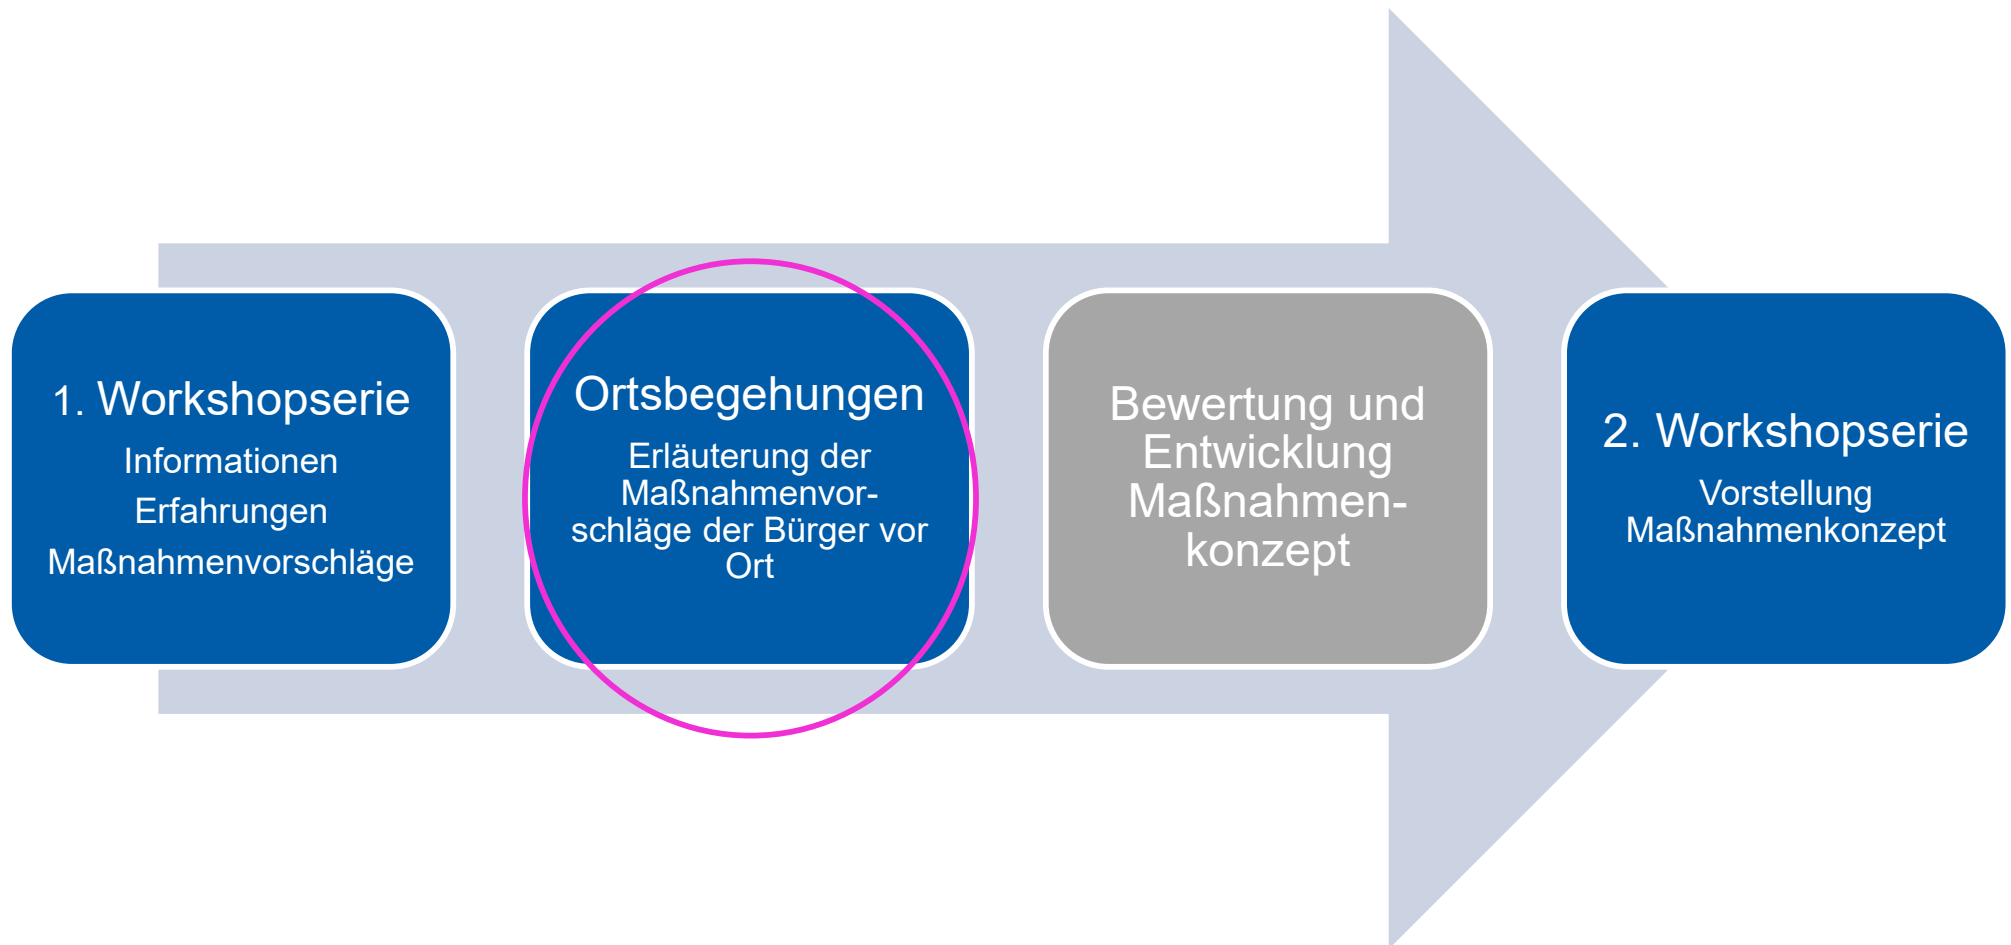 1. Workshopserie
Informationen
Erfahrungen
Maßnahmenvorschläge
Ortsbegehungen
Erläuterung der
Maßnahmenvor-
schläge der Bürger vor
Ort
Bewertung und
Entwicklung
Maßnahmen-
konzept
2. Workshopserie
Vorstellung
Maßnahmenkonzept